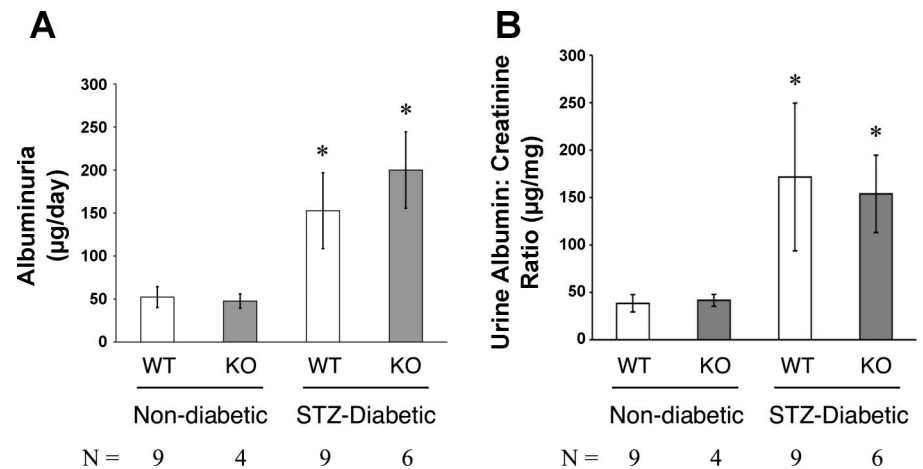 A
Albuminuria
(µg/day)
300
250
200
150
100
50
0
*
*
WT KO WT KO
Non-diabetic STZ-Diabetic
N = 9 4 9 6
B
Urine Albumin: Creatinine
Ratio (µg/mg)
300
250
200
150
100
50
0
*
*
WT KO WT KO
Non-diabetic STZ-Diabetic
N = 9 4 9 6